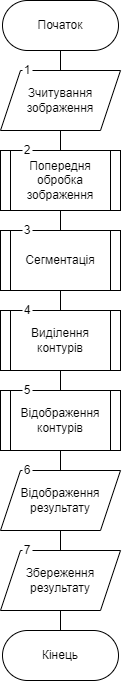 Початок
1
Зчитування
зображення
2
Попередня
обробка
зображення
3
Сегментація
4
Виділення
контурів
5
Відображення
контурів
6
Відображення
результату
7
Збереження
результату
Кінець